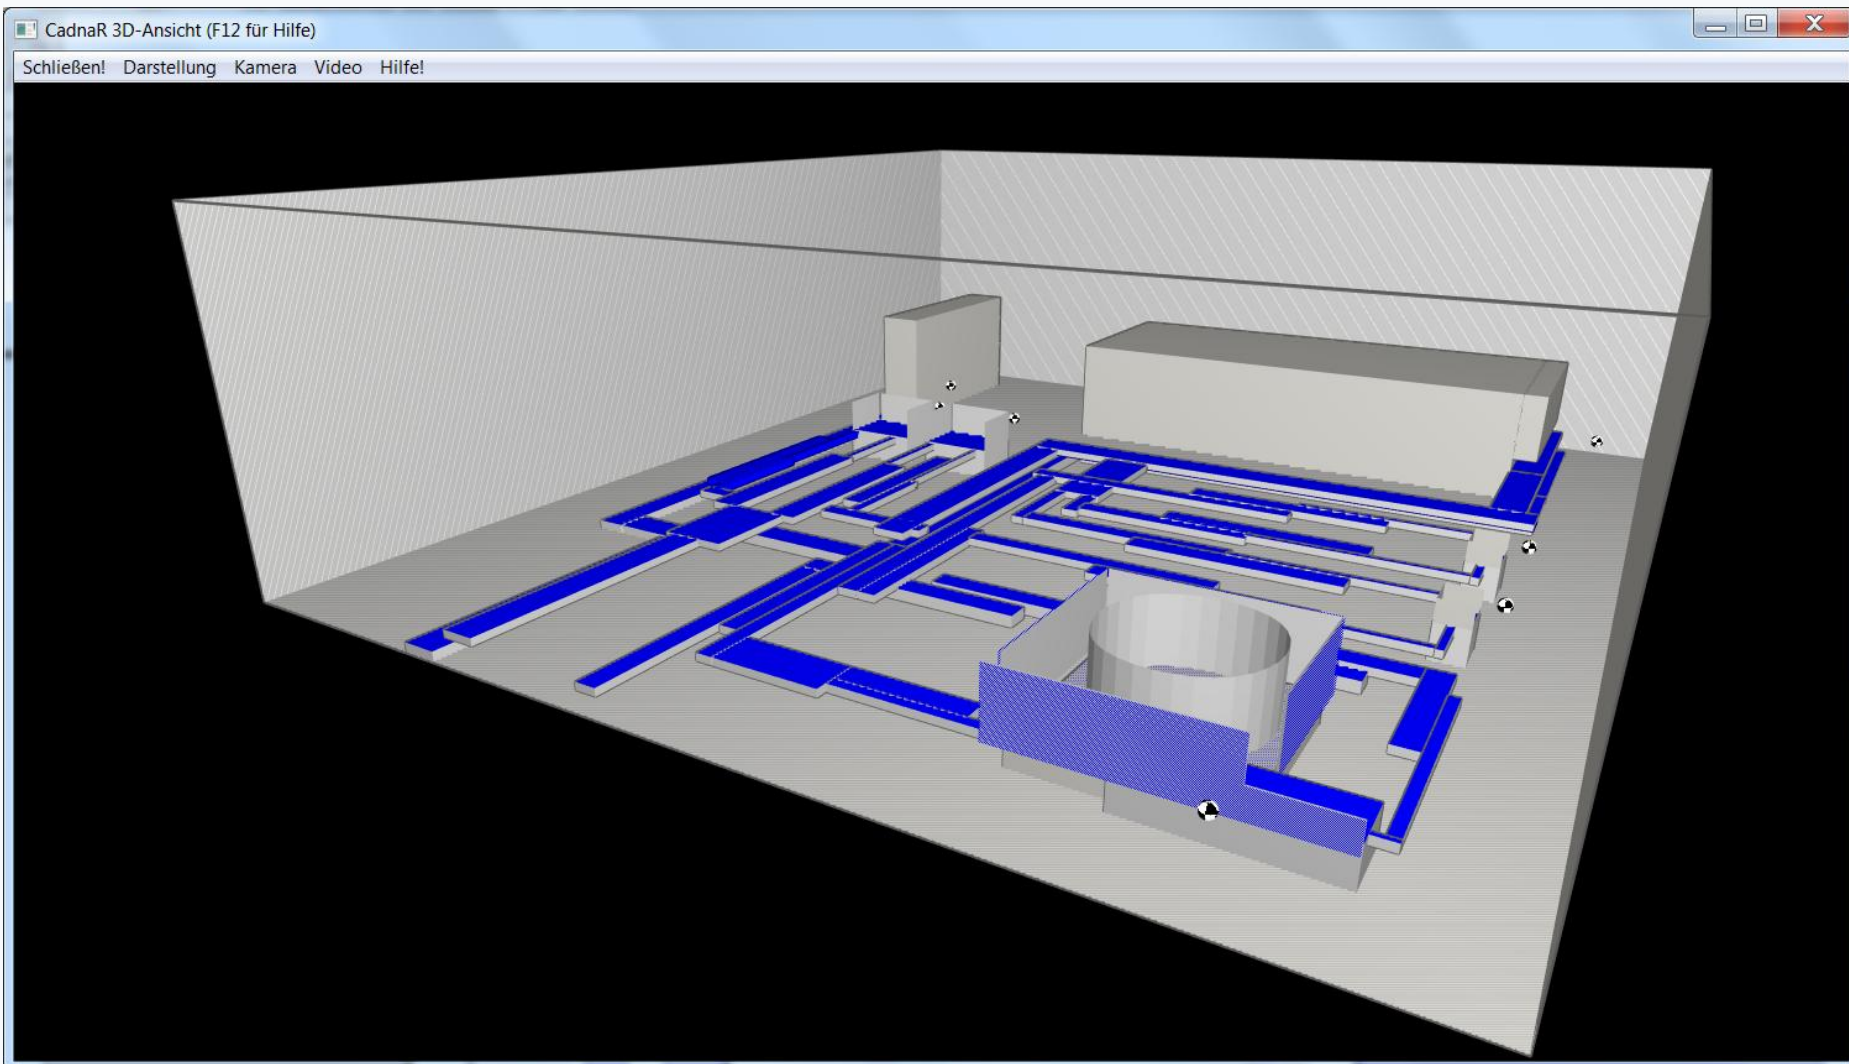 CadnaR 3D-Ansicht (F12 für Hilfe)
Schließen! Darstellung Kamera Video Hilfe!